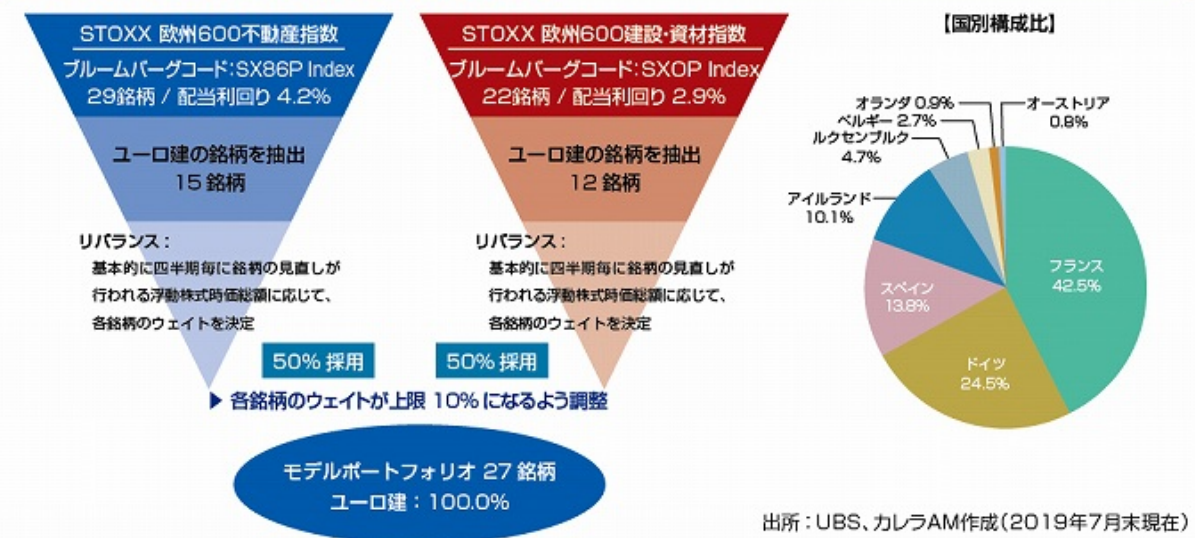 STOXX 欧州600不動産指数
ブルームバーグコード:SX86P Index
29銘柄 / 配当利回り 4.2%
ユーロ建の銘柄を抽出
15 銘柄
リバランス:
基本的に四半期毎に銘柄の見直しが
行われる浮動株式時価総額に応じて、
各銘柄のウェイトを決定
50% 採用
STOXX 欧州600建設・資材指数
ブルームバーグコード:SXOP Index
22銘柄 / 配当利回り 2.9%
ユーロ建の銘柄を抽出
12 銘柄
リバランス:
基本的に四半期毎に銘柄の見直しが
行われる浮動株式時価総額に応じて、
各銘柄のウェイトを決定
50% 採用
▶ 各銘柄のウェイトが上限 10% になるよう調整
モデルポートフォリオ 27 銘柄
ユーロ建:100.0%
【国別構成比】
オランダ 0.9%
ベルギー 2.7%
ルクセンブルク
4.7%
アイルランド
10.1%
スペイン
13.8%
ドイツ
24.5%
フランス
42.5%
オーストリア
0.8%
出所:UBS、カレラAM作成(2019年7月末現在)